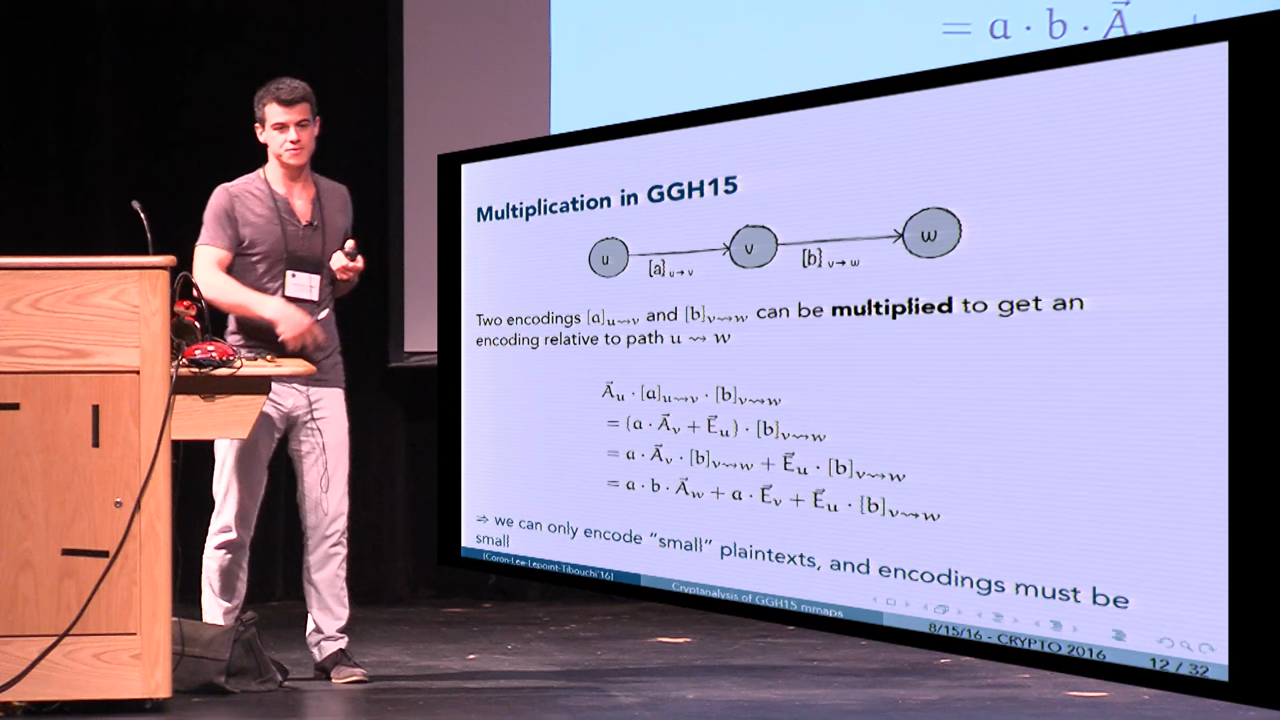 = a · b · A⃗
Multiplication in GGH15
u
v
w
[a]u→v
[b]v→w
Two encodings [a]u⇝v and [b]v⇝w can be multiplied to get an
encoding relative to path u ⇝ w
A⃗u · [a]u⇝v · [b]v⇝w
= (a · A⃗v + E⃗u) · [b]v⇝w
= a · A⃗v · [b]v⇝w + E⃗u · [b]v⇝w
= a · b · A⃗w + a · E⃗v + E⃗u · [b]v⇝w
⇒ we can only encode “small” plaintexts, and encodings must be
small
[Coron-Lee-Lepoint-Tibouchi'16]
Cryptanalysis of GGH15 mmaps
8/15/16 - CRYPTO 2016
12 / 32